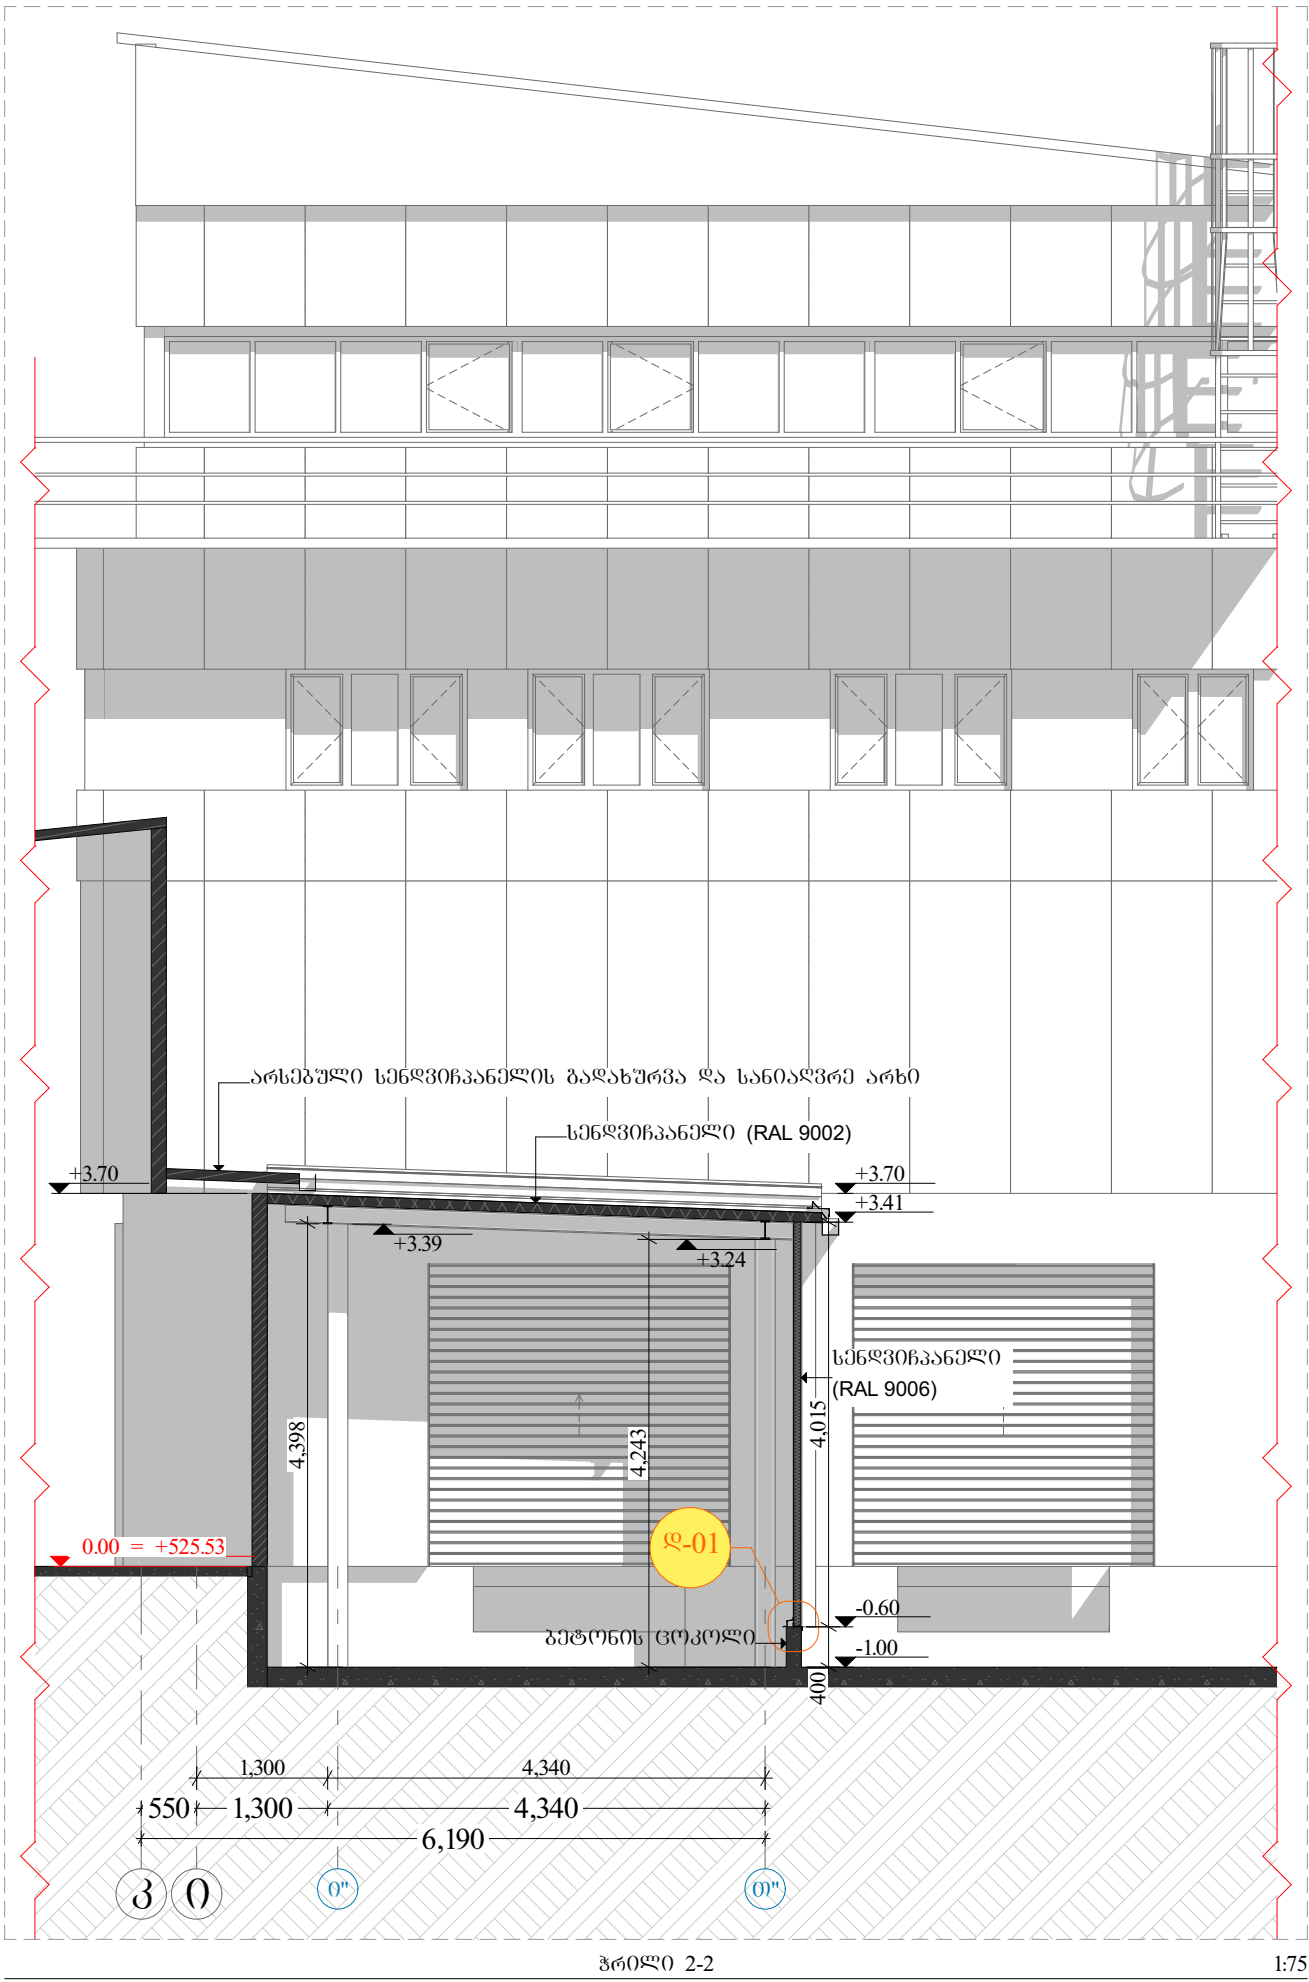 არსებული სენდვიჩპანელის გადახურვა და სანიაღვრე არხი
სენდვიჩპანელი (RAL 9002)
+3.70
+3.70
+3.41
+3.39
+3.24
სენდვიჩპანელი
(RAL 9006)
4,398
4,243
4,015
0.00 = +525.53
დ-01
-0.60
ბეტონის ცოკოლი
-1.00
400
1,300
4,340
550
1,300
4,340
6,190
კ
ი
ი"
თ"
ჭრილი 2-2
1:75